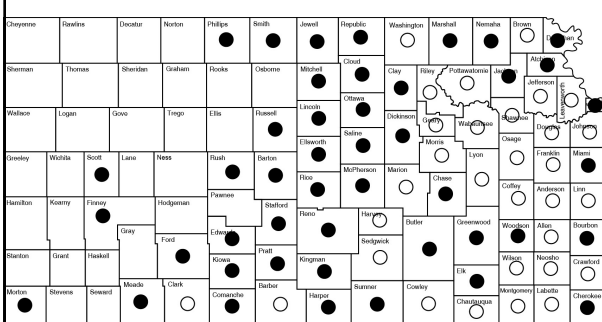 Cheyenne Rawlins Decatur Norton Phillips Smith Jewell Republic Washington Marshall Nemaha Brown Doniphan
Atchison
Sherman Thomas Sheridan Graham Rooks Osborne Mitchell Cloud Clay Riley Pottawatomie Jackson
Jefferson
Leavenworth
Wallace Logan Gove Trego Ellis Russell Lincoln Ottawa Dickinson Geary Wabaunsee Shawnee Douglas Johnson
Saline Morris Osage
Greeley Wichita Scott Lane Ness Rush Barton Ellsworth Lyon Franklin Miami
Rice McPherson Marion Chase
Pawnee Coffey Anderson Linn
Hamilton Kearny Finney Hodgeman Stafford Reno Harvey
Gray Edwards Butler Greenwood Woodson Allen Bourbon
Ford Sedgwick
Stanton Grant Haskell Kiowa Pratt Kingman Wilson Neosho Crawford
Elk
Morton Stevens Seward Meade Clark Comanche Barber Harper Sumner Cowley Chautauqua Montgomery Labette Cherokee